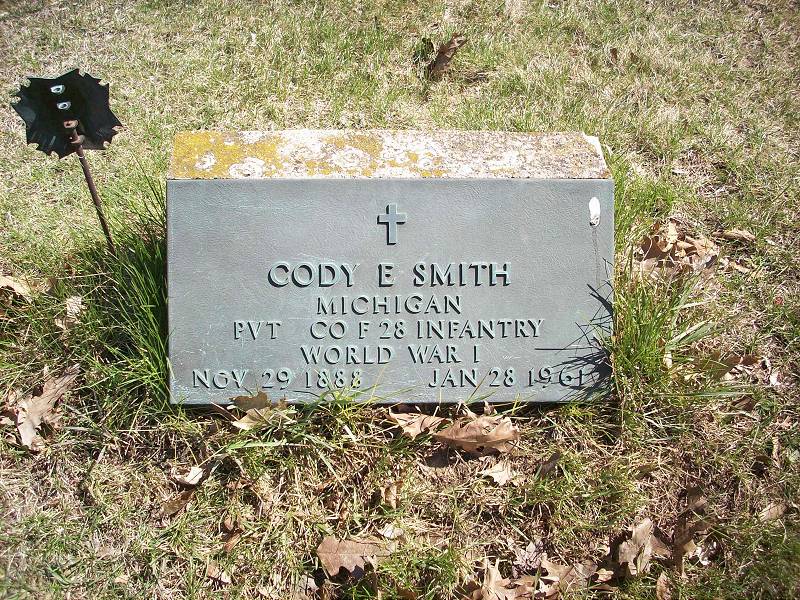 CODY E SMITH
MICHIGAN
PVT CO F 28 INFANTRY
WORLD WAR I
NOV 29 1888 JAN 28 1961